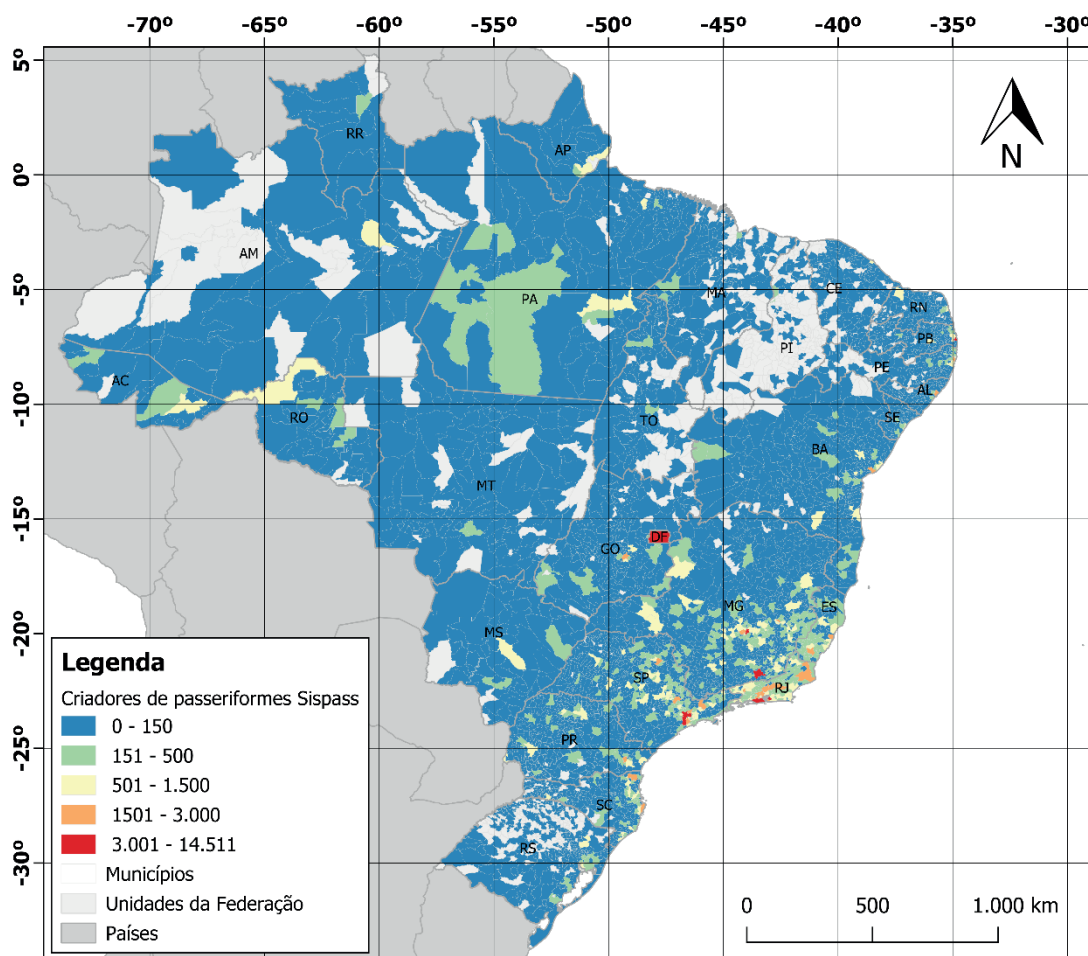 -70º -65º -60º -55º -50º -45º -40º -35º -30º
5º
0º
-5º
-10º
-15º
-20º
-25º
-30º
N
RR
AP
AM
PA
MA
CE
RN
PB
PI
PE
AC
AL
RO
TO
SE
BA
MT
DF
GO
MG
ES
MS
SP
RJ
PR
SC
RS
Legenda
Criadores de passeriformes Sispass
0 - 150
151 - 500
501 - 1.500
1501 - 3.000
3.001 - 14.511
Municípios
Unidades da Federação
Países
0 500 1.000 km